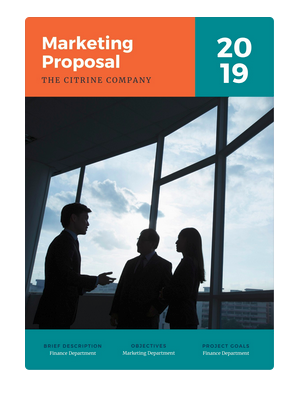 Marketing
Proposal
THE CITRINE COMPANY
20
19
BRIEF DESCRIPTION
Finance Department
OBJECTIVES
Marketing Department
PROJECT GOALS
Finance Department